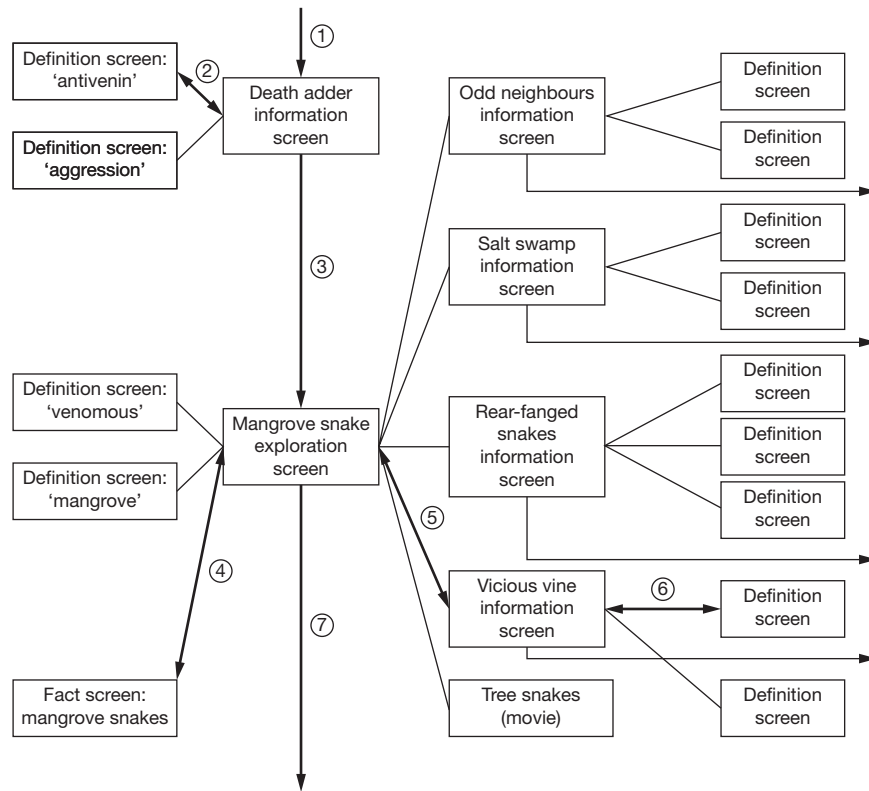 ①
Definition screen:
‘antivenin’
②
Death adder
information
screen
Definition screen:
‘aggression’
③
Odd neighbours
information
screen
Definition
screen
Definition
screen
Salt swamp
information
screen
Definition
screen
Definition
screen
Definition screen:
‘venomous’
Definition screen:
‘mangrove’
Mangrove snake
exploration
screen
Rear-fanged
snakes
information
screen
Definition
screen
Definition
screen
Definition
screen
④
⑤
⑦
Vicious vine
information
screen
⑥
Definition
screen
Fact screen:
mangrove snakes
Tree snakes
(movie)
Definition
screen